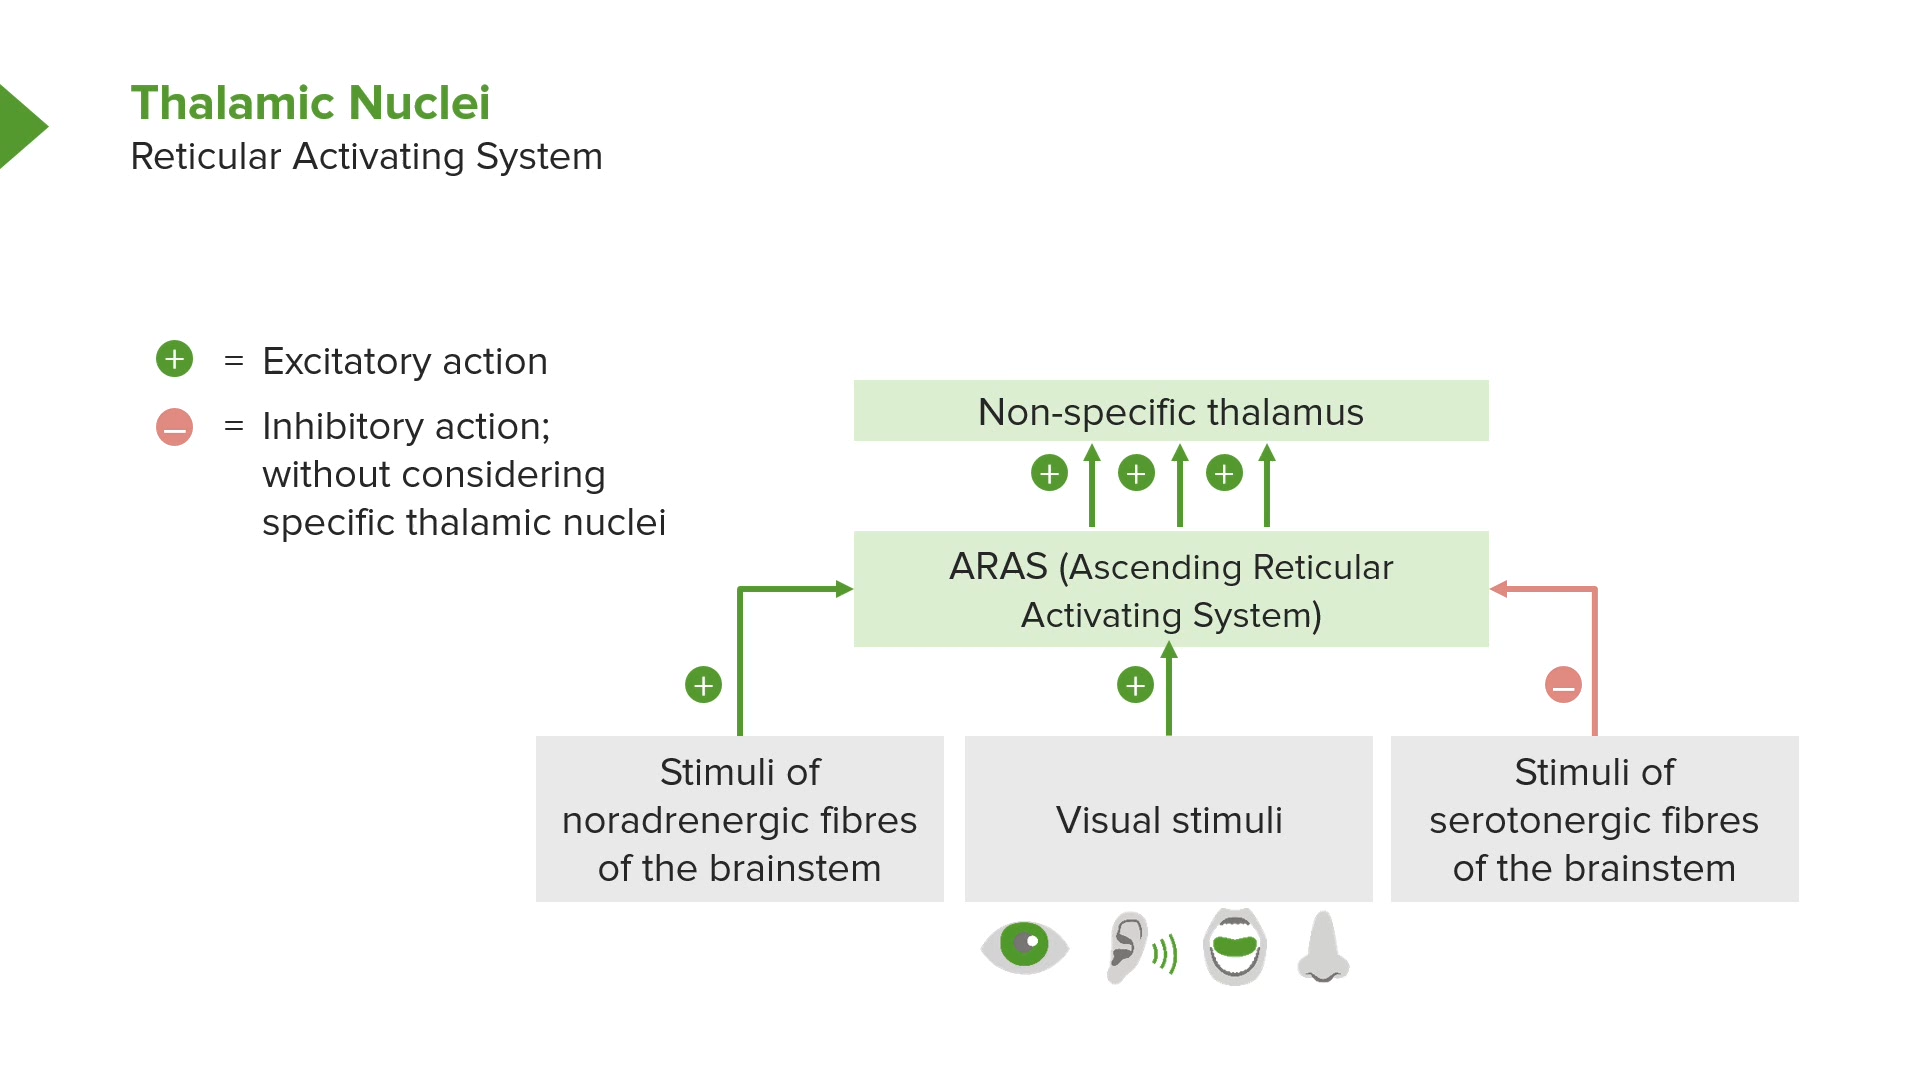 Thalamic Nuclei
Reticular Activating System
+ = Excitatory action
– = Inhibitory action;
without considering
specific thalamic nuclei
Non-specific thalamus
+ + +
ARAS (Ascending Reticular
Activating System)
+ + –
Stimuli of
noradrenergic fibres
of the brainstem
Visual stimuli
Stimuli of
serotonergic fibres
of the brainstem